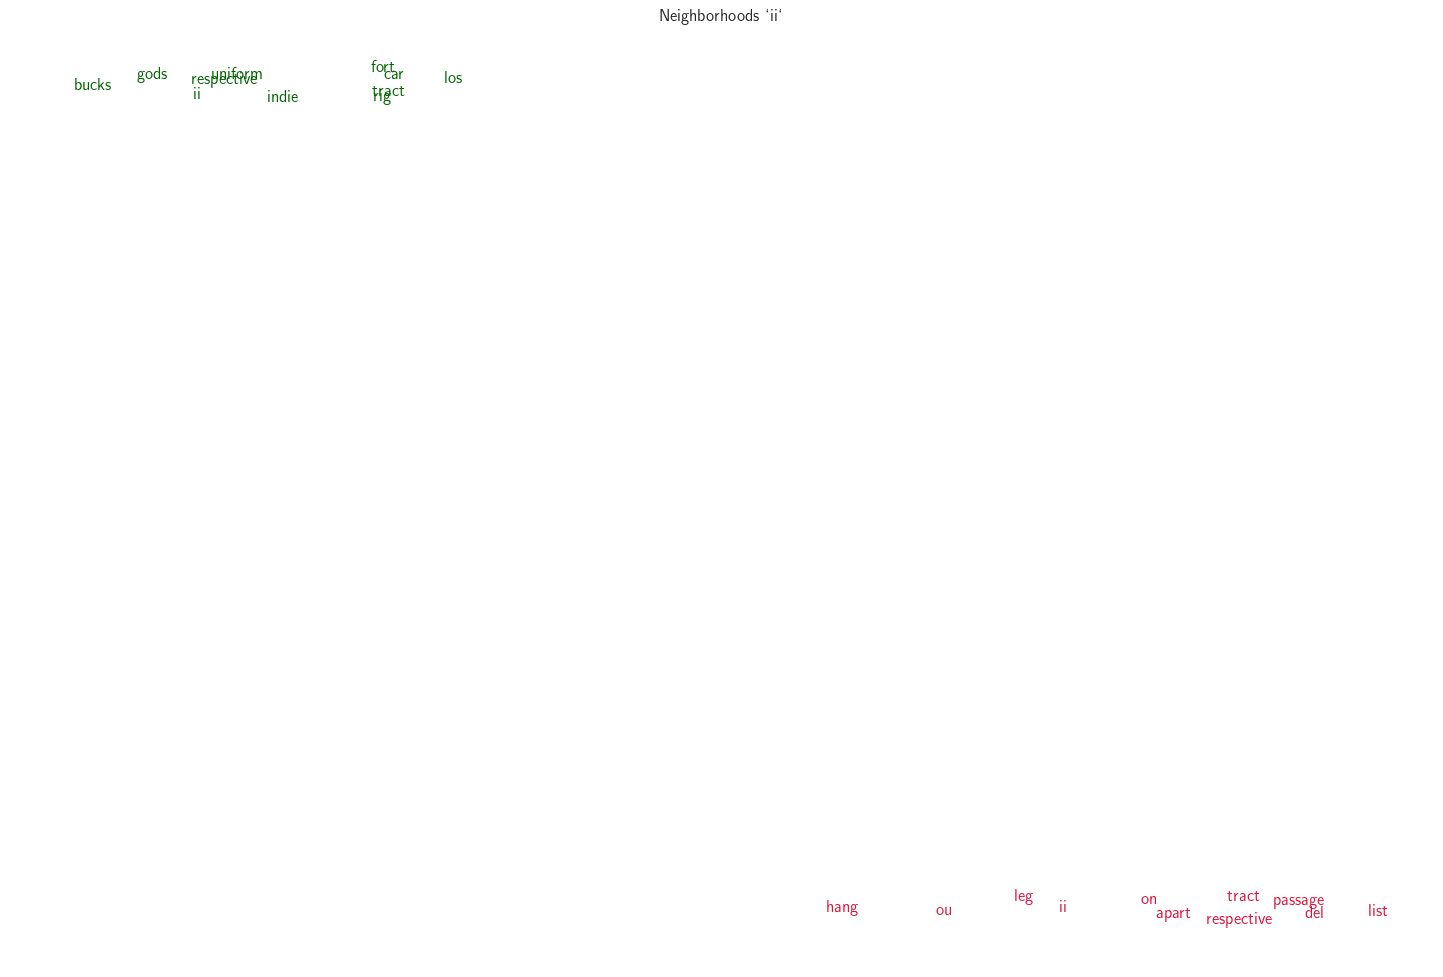 Neighborhoods ‘ii‘
fort
gods uniform car
respective los
bucks
tract
ii indie rig
leg tract
on passage
hang ii
ou apart del list
respective